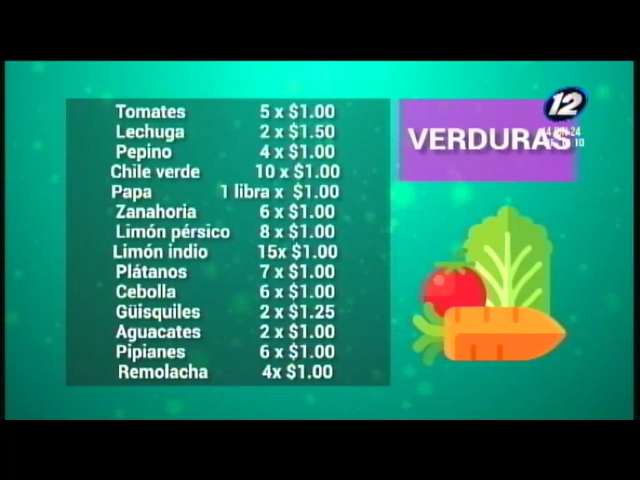 12
VERDURAS
Tomates 5 x $1.00
Lechuga 2 x $1.50
Pepino 4 x $1.00
Chile verde 10 x $1.00
Papa 1 libra x $1.00
Zanahoria 6 x $1.00
Limón pérsico 8 x $1.00
Limón indio 15x $1.00
Plátanos 7 x $1.00
Cebolla 6 x $1.00
Güisquiles 2 x $1.25
Aguacates 2 x $1.00
Pipianes 6 x $1.00
Remolacha 4x $1.00